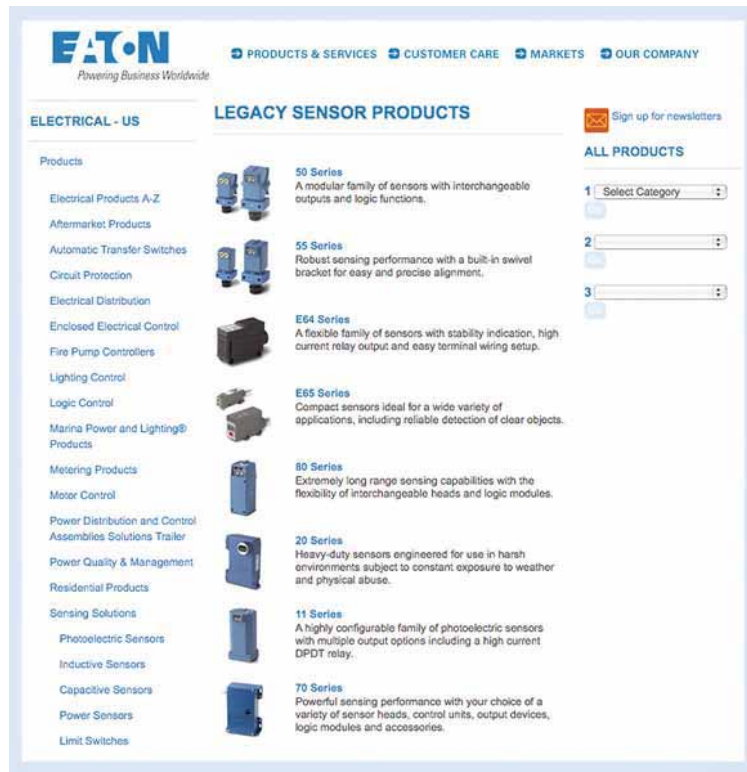 EATON
Powering Business Worldwide
PRODUCTS & SERVICES CUSTOMER CARE MARKETS OUR COMPANY
ELECTRICAL - US
Products
Electrical Products A-Z
Aftermarket Products
Automatic Transfer Switches
Circuit Protection
Electrical Distribution
Enclosed Electrical Control
Fire Pump Controllers
Lighting Control
Logic Control
Marina Power and Lighting®
Products
Metering Products
Motor Control
Power Distribution and Control
Assemblies Solutions Trailer
Power Quality & Management
Residential Products
Sensing Solutions
Photoelectric Sensors
Inductive Sensors
Capacitive Sensors
Power Sensors
Limit Switches
LEGACY SENSOR PRODUCTS
50 Series
A modular family of sensors with interchangeable
outputs and logic functions.
55 Series
Robust sensing performance with a built-in swivel
bracket for easy and precise alignment.
E64 Series
A flexible family of sensors with stability indication, high
current relay output and easy terminal wiring setup.
E65 Series
Compact sensors ideal for a wide variety of
applications, including reliable detection of clear objects.
80 Series
Extremely long range sensing capabilities with the
flexibility of interchangeable heads and logic modules.
20 Series
Heavy-duty sensors engineered for use in harsh
environments subject to constant exposure to weather
and physical abuse.
11 Series
A highly configurable family of photoelectric sensors
with multiple output options including a high current
DPDT relay.
70 Series
Powerful sensing performance with your choice of a
variety of sensor heads, control units, output devices,
logic modules and accessories.
Sign up for newsletters
ALL PRODUCTS
1 Select Category
2
3